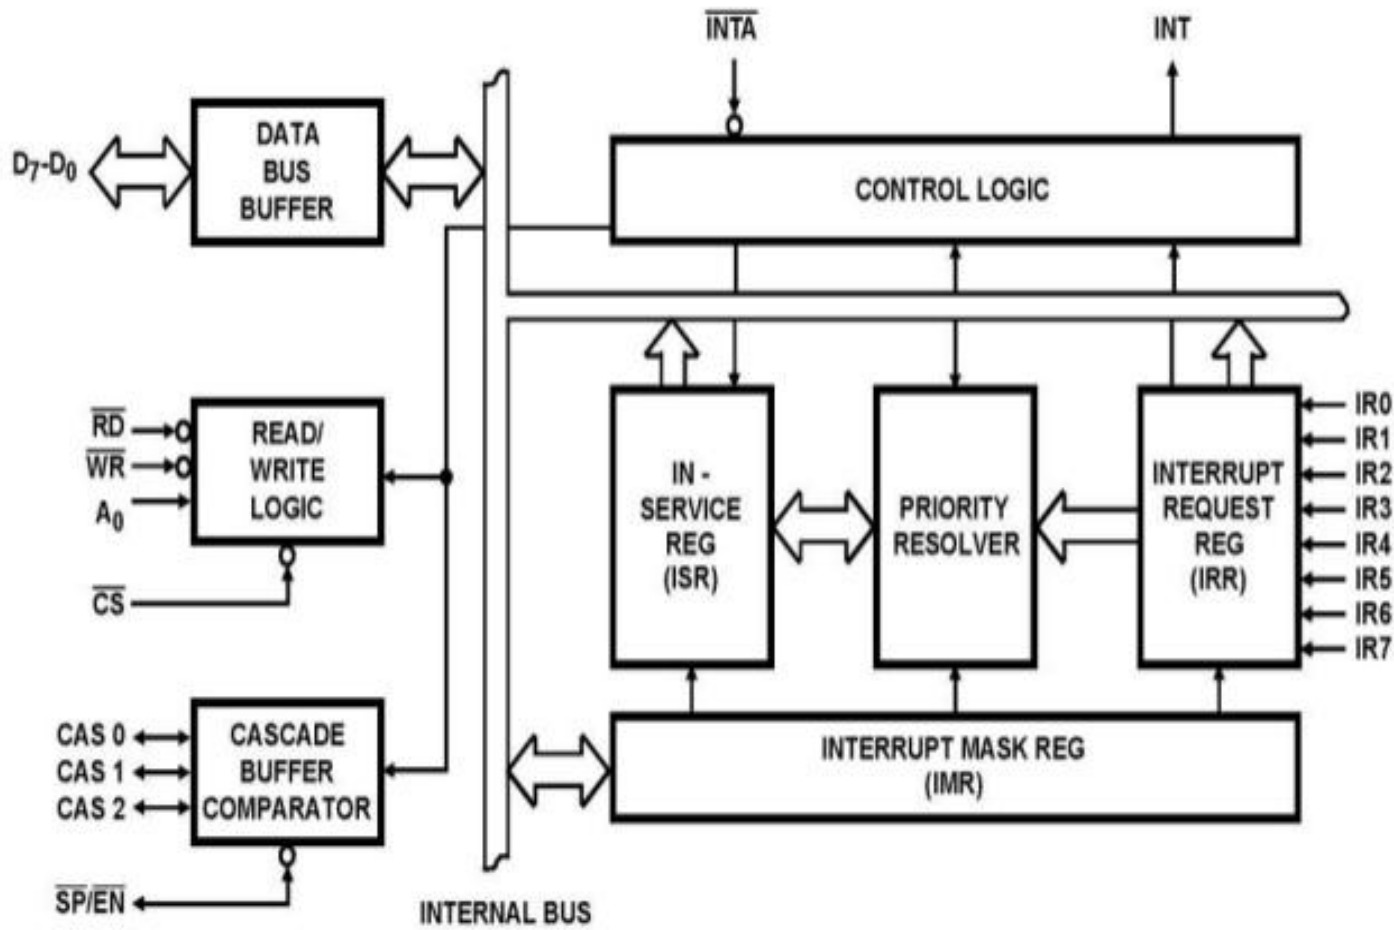 INTA
INT
DATA
BUS
BUFFER
D7-D0
CONTROL LOGIC
RD
WR
A0
CS
READ/
WRITE
LOGIC
IN -
SERVICE
REG
(ISR)
PRIORITY
RESOLVER
INTERRUPT
REQUEST
REG
(IRR)
IR0
IR1
IR2
IR3
IR4
IR5
IR6
IR7
CAS 0
CAS 1
CAS 2
CASCADE
BUFFER
COMPARATOR
SP/EN
INTERRUPT MASK REG
(IMR)
INTERNAL BUS